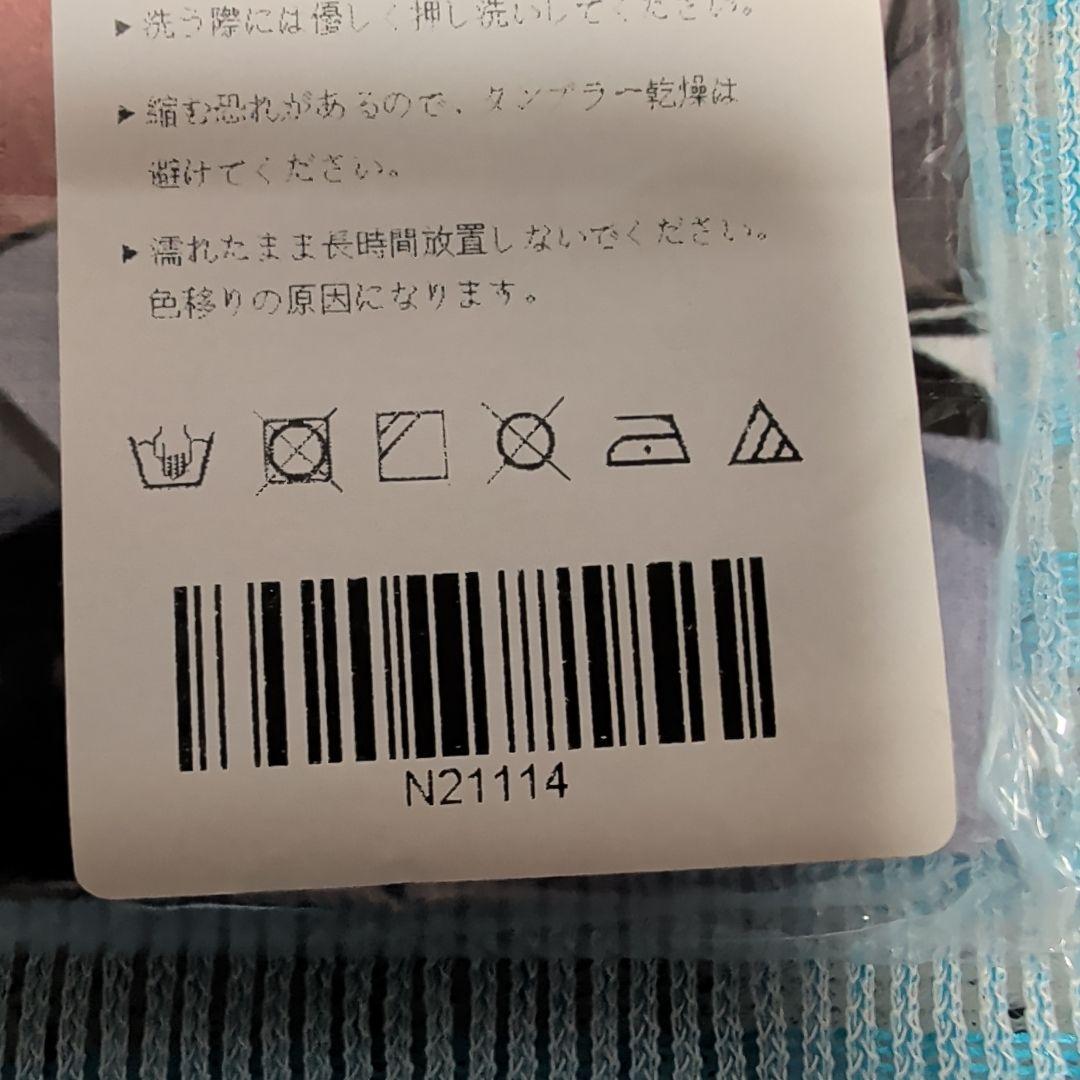 ▶ 洗う際には優しく押し洗いしてください。
▶ 縮む恐れがあるので、タンブラー乾燥は
避けてください。
▶ 濡れたまま長時間放置しないでください。
色移りの原因になります。
N21114